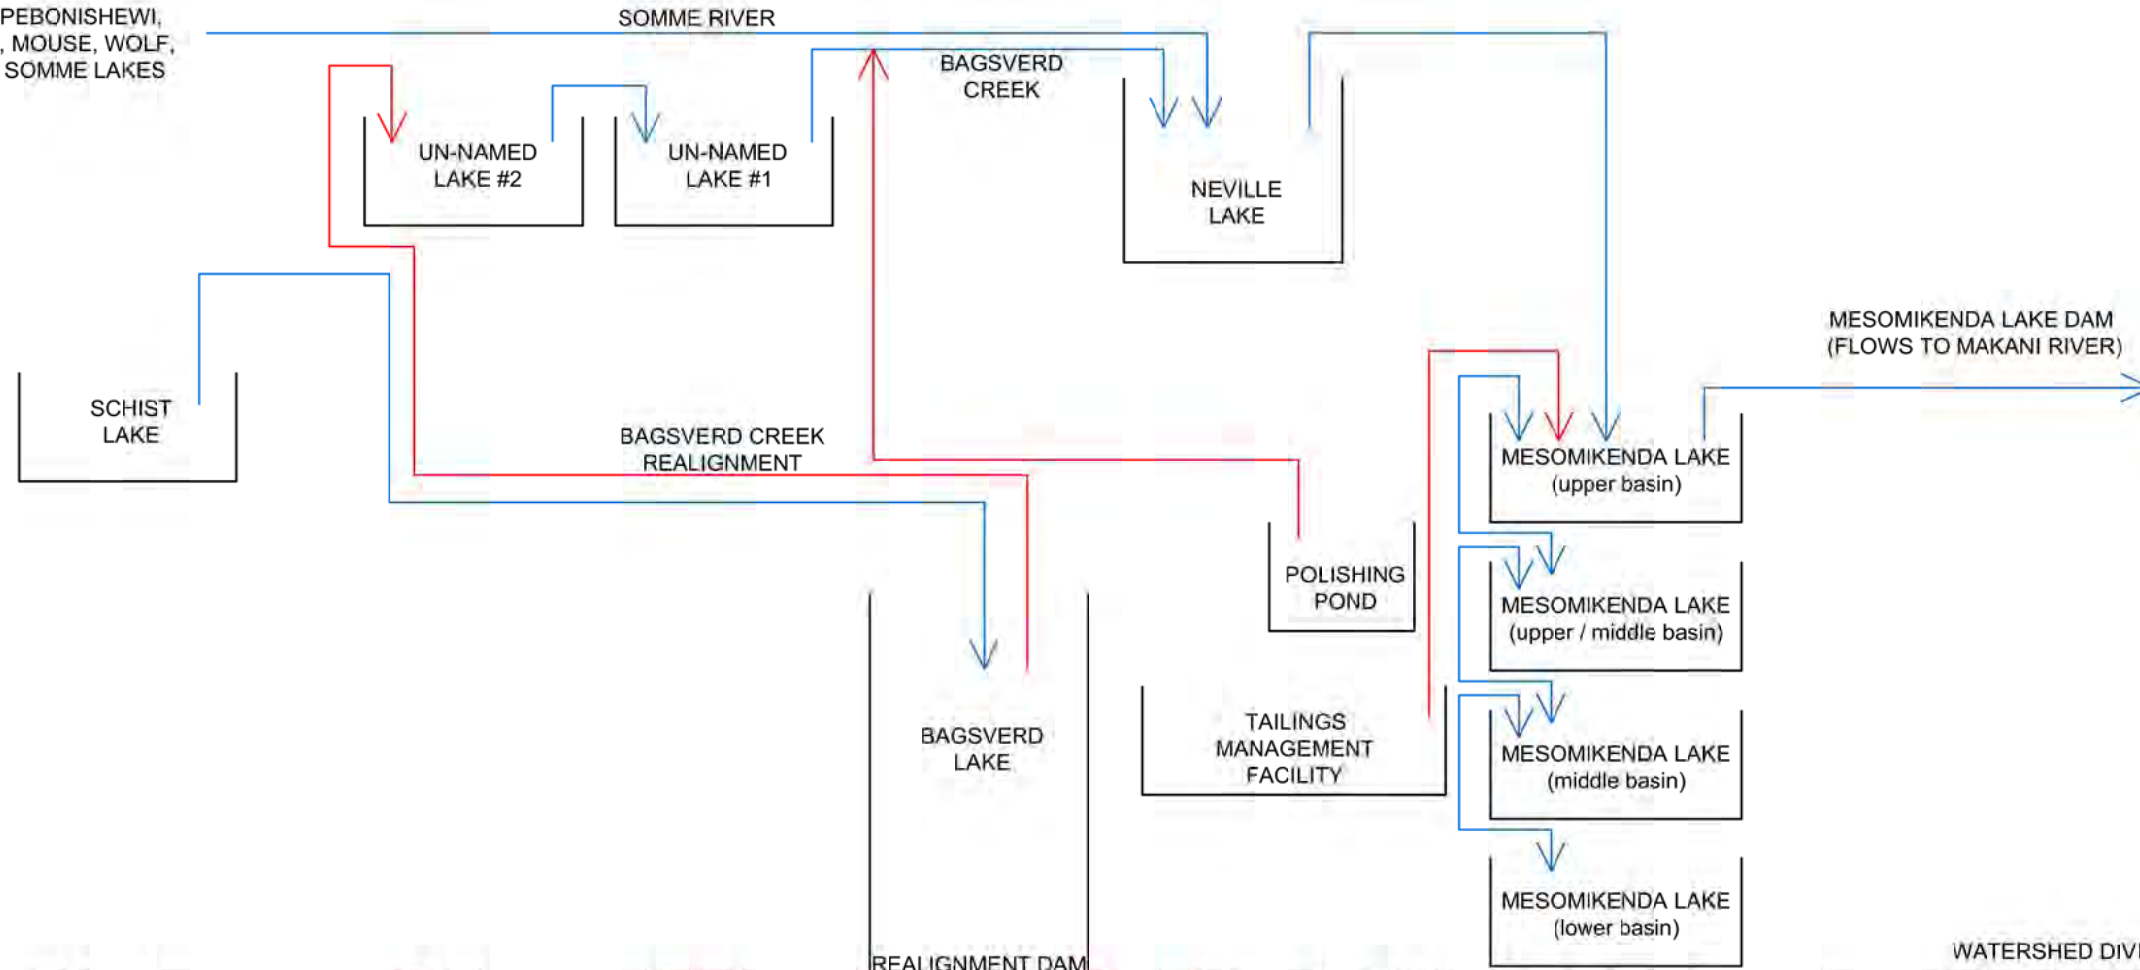 PEBONISHEWI,
, MOUSE, WOLF,
SOMME LAKES
SOMME RIVER
BAGSVERD
CREEK
UN-NAMED
LAKE #2
UN-NAMED
LAKE #1
NEVILLE
LAKE
MESOMIKENDA LAKE DAM
(FLOWS TO MAKANI RIVER)
SCHIST
LAKE
BAGSVERD CREEK
REALIGNMENT
MESOMIKENDA LAKE
(upper basin)
POLISHING
POND
MESOMIKENDA LAKE
(upper / middle basin)
BAGSVERD
LAKE
TAILINGS
MANAGEMENT
FACILITY
MESOMIKENDA LAKE
(middle basin)
MESOMIKENDA LAKE
(lower basin)
REALIGNMENT DAM
WATERSHED DIVI